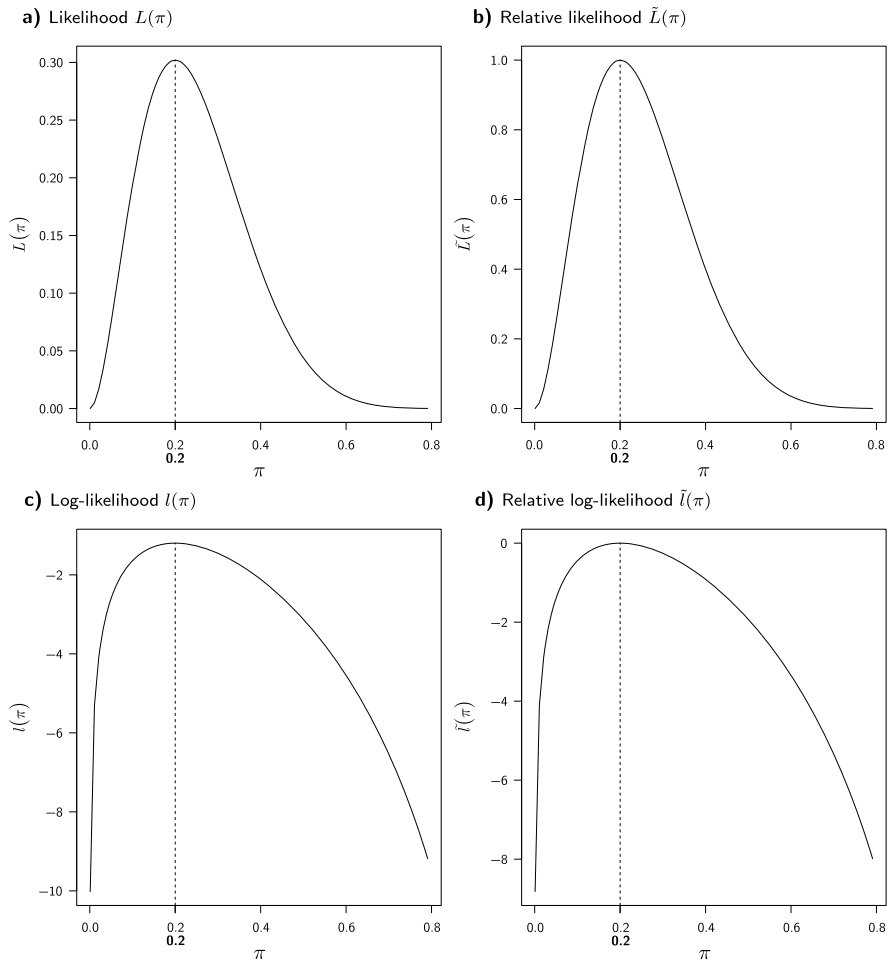 a) Likelihood L(π)
0.30
0.25
0.20
0.15
0.10
0.05
0.00
L(π)
0.0 0.2 0.4 0.6 0.8
0.2
π
b) Relative likelihood L̃(π)
1.0
0.8
0.6
0.4
0.2
0.0
L̃(π)
0.0 0.2 0.4 0.6 0.8
0.2
π
c) Log-likelihood l(π)
−2
−4
−6
−8
−10
l(π)
0.0 0.2 0.4 0.6 0.8
0.2
π
d) Relative log-likelihood l̃(π)
0
−2
−4
−6
−8
l̃(π)
0.0 0.2 0.4 0.6 0.8
0.2
π